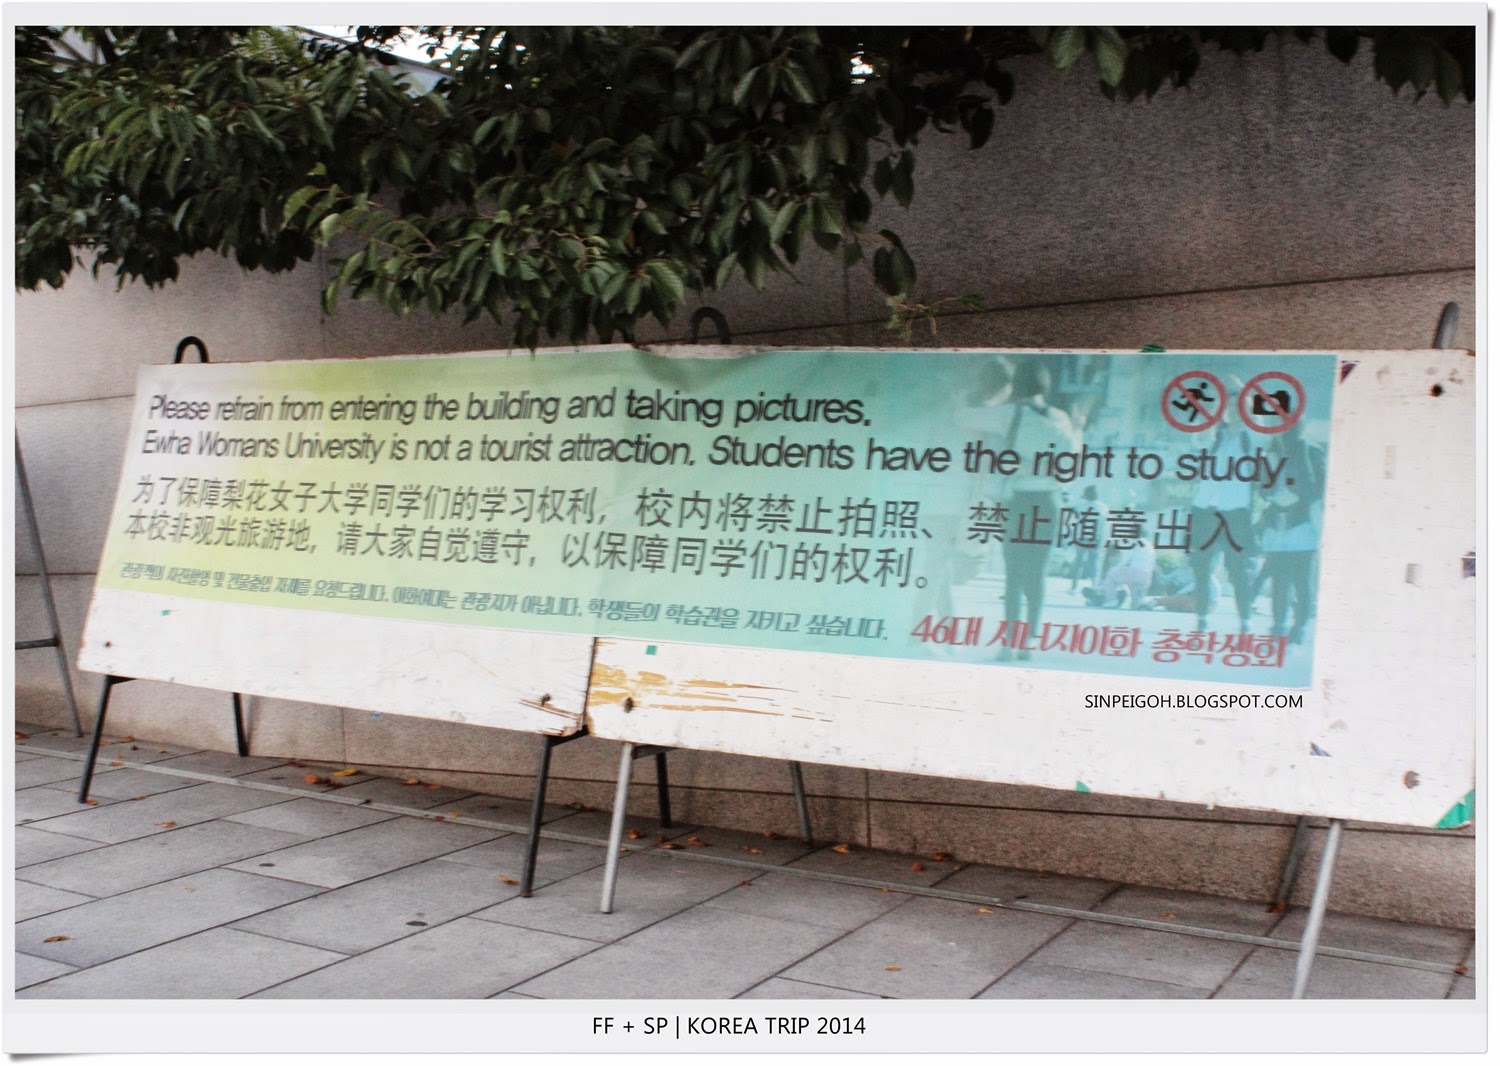 Please refrain from entering the building and taking pictures.
Ewha Womans University is not a tourist attraction. Students have the right to study.
为了保障梨花女子大学同学们的学习权利, 校内将禁止拍照、禁止随意出入
本校非观光旅游地, 请大家自觉遵守, 以保障同学们的权利。
관광객의 사진촬영 및 건물출입 자제를 요청드립니다. 이화여대는 관광지가 아닙니다. 학생들의 학습권을 지키고 싶습니다.
46대 시너지이화 총학생회
SINPEIGOH.BLOGSPOT.COM
FF + SP | KOREA TRIP 2014